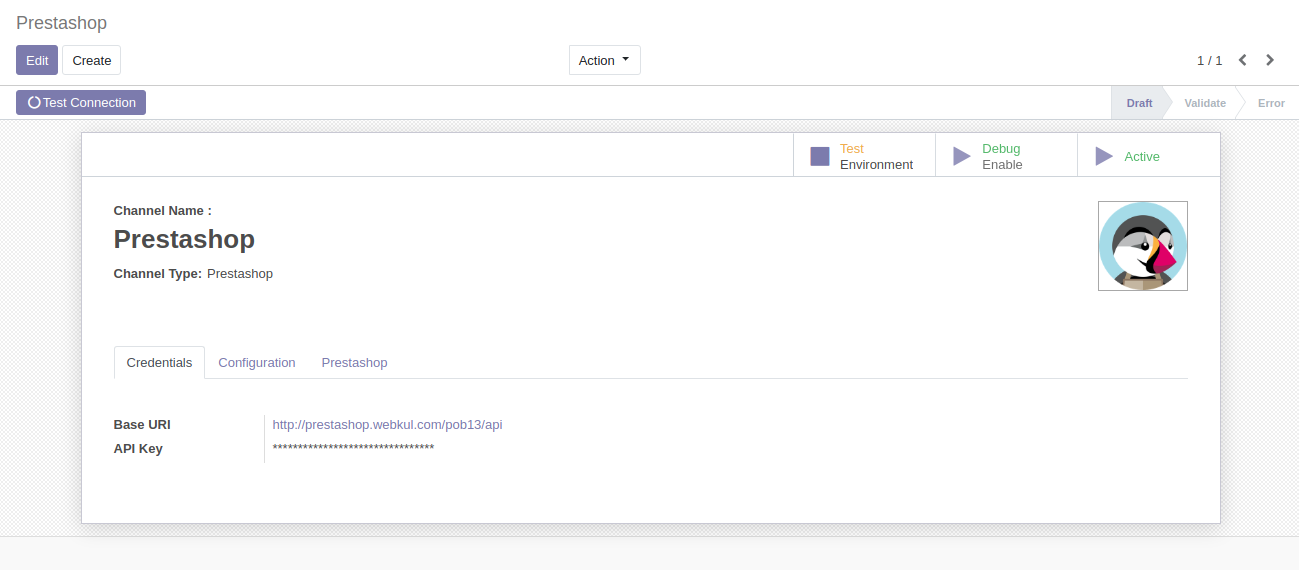 Prestashop
Edit Create Action 1 / 1
Test Connection Draft Validate Error
Test Environment
Debug Enable
Active
Channel Name :
Prestashop
Channel Type: Prestashop
Credentials Configuration Prestashop
Base URI http://prestashop.webkul.com/pob13/api
API Key ********************************